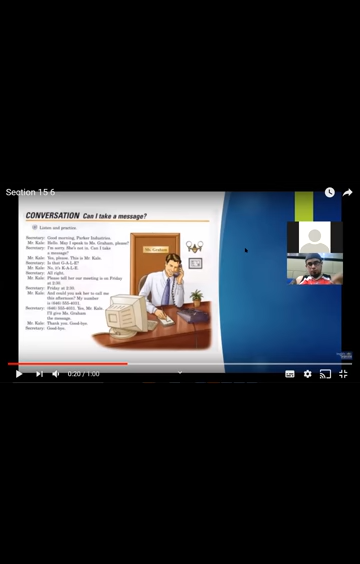 Section 15 6
CONVERSATION Can I take a message?
Listen and practice.
Secretary: Good morning, Parker Industries.
Mr. Kale: Hello. May I speak to Ms. Graham, please?
Secretary: I'm sorry. She's not in. Can I take
a message?
Mr. Kale: Yes, please. This is Mr. Kale.
Secretary: Is that G-A-L-E?
Mr. Kale: No, it's K-A-L-E.
Secretary: All right.
Mr. Kale: Please tell her our meeting is on Friday
at 2:30.
Secretary: Friday at 2:30.
Mr. Kale: And could you ask her to call me
this afternoon? My number
is (646) 555-4031.
Secretary: (646) 555-4031. Yes, Mr. Kale.
I'll give Ms. Graham
the message.
Mr. Kale: Thank you. Good-bye.
Secretary: Good-bye.
Ms. Graham
0:20 / 1:00